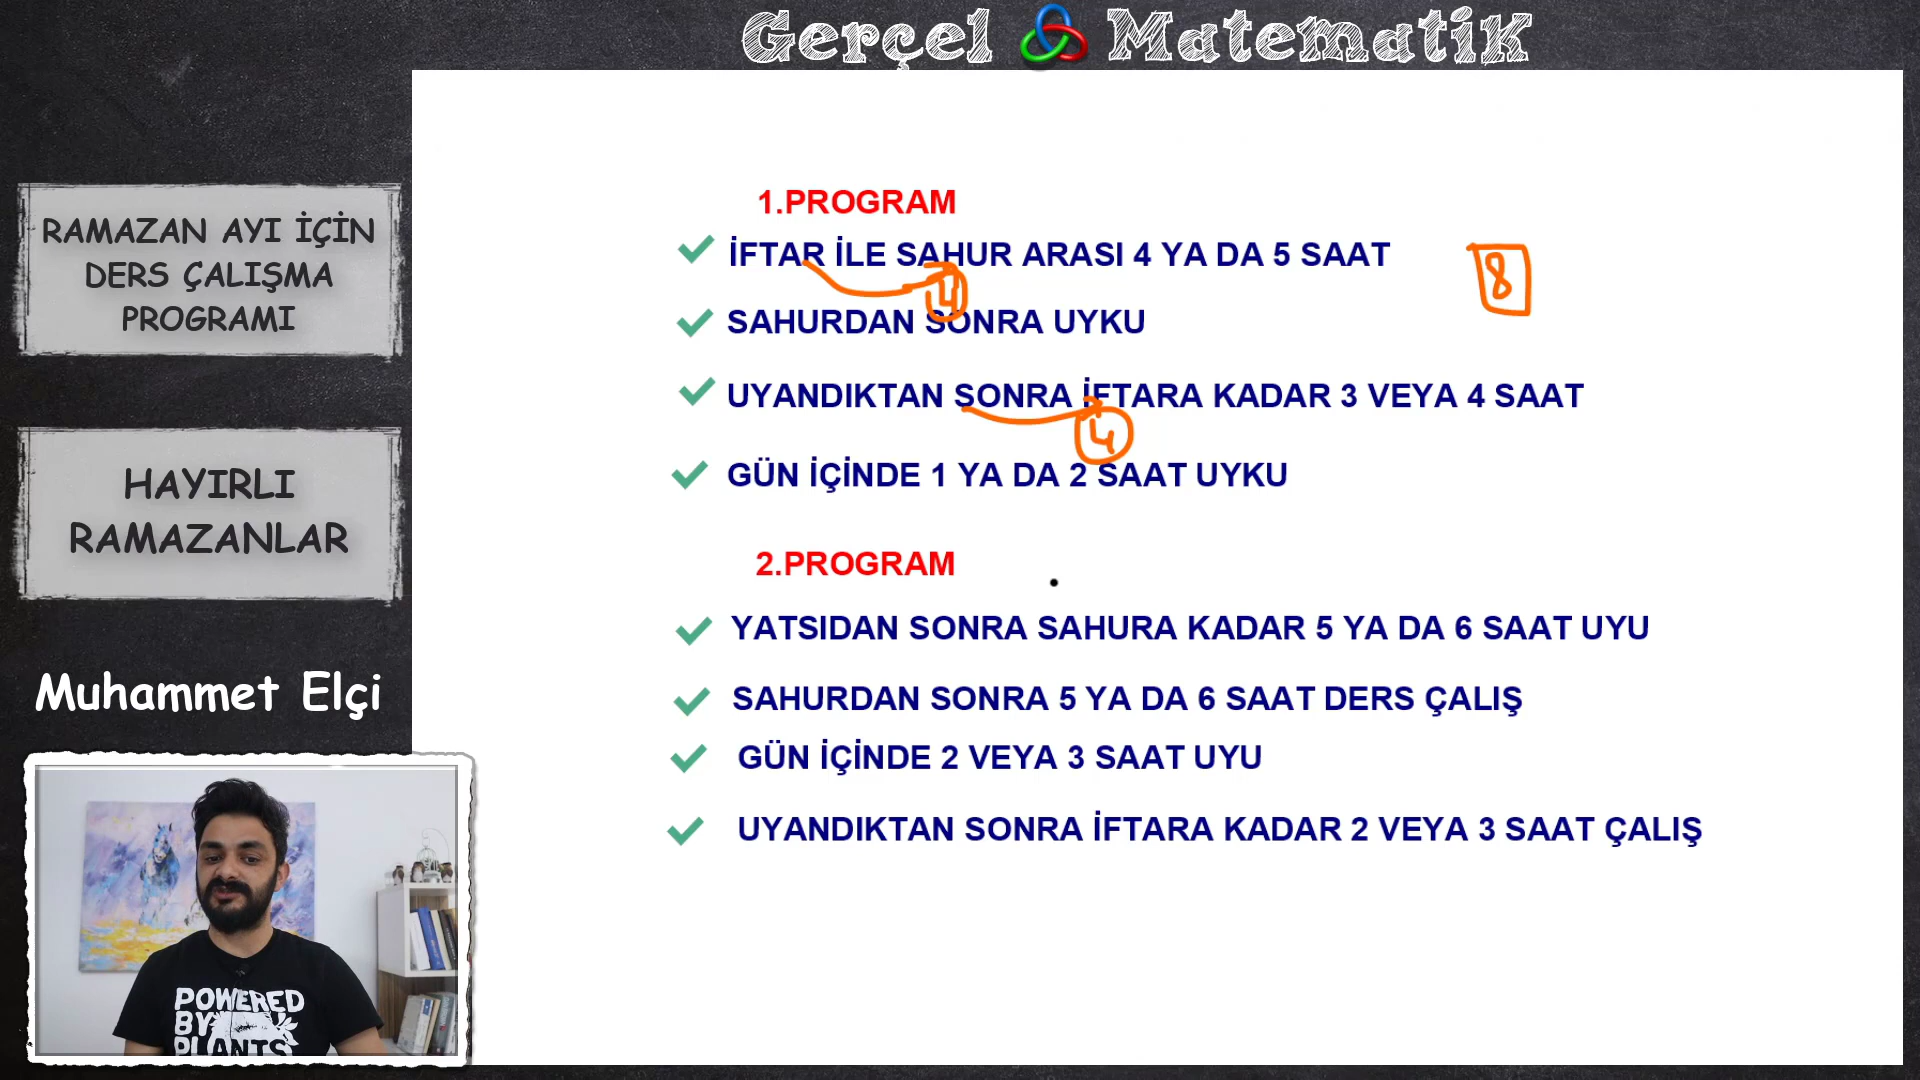 Gerçel Matematik
RAMAZAN AYI İÇİN
DERS ÇALIŞMA
PROGRAMI
HAYIRLI
RAMAZANLAR
Muhammet Elçi
POWERED
BY
PLANTS
1.PROGRAM
İFTAR İLE SAHUR ARASI 4 YA DA 5 SAAT
8
4
SAHURDAN SONRA UYKU
UYANDIKTAN SONRA İFTARA KADAR 3 VEYA 4 SAAT
4
GÜN İÇİNDE 1 YA DA 2 SAAT UYKU
2.PROGRAM
YATSIDAN SONRA SAHURA KADAR 5 YA DA 6 SAAT UYU
SAHURDAN SONRA 5 YA DA 6 SAAT DERS ÇALIŞ
GÜN İÇİNDE 2 VEYA 3 SAAT UYU
UYANDIKTAN SONRA İFTARA KADAR 2 VEYA 3 SAAT ÇALIŞ